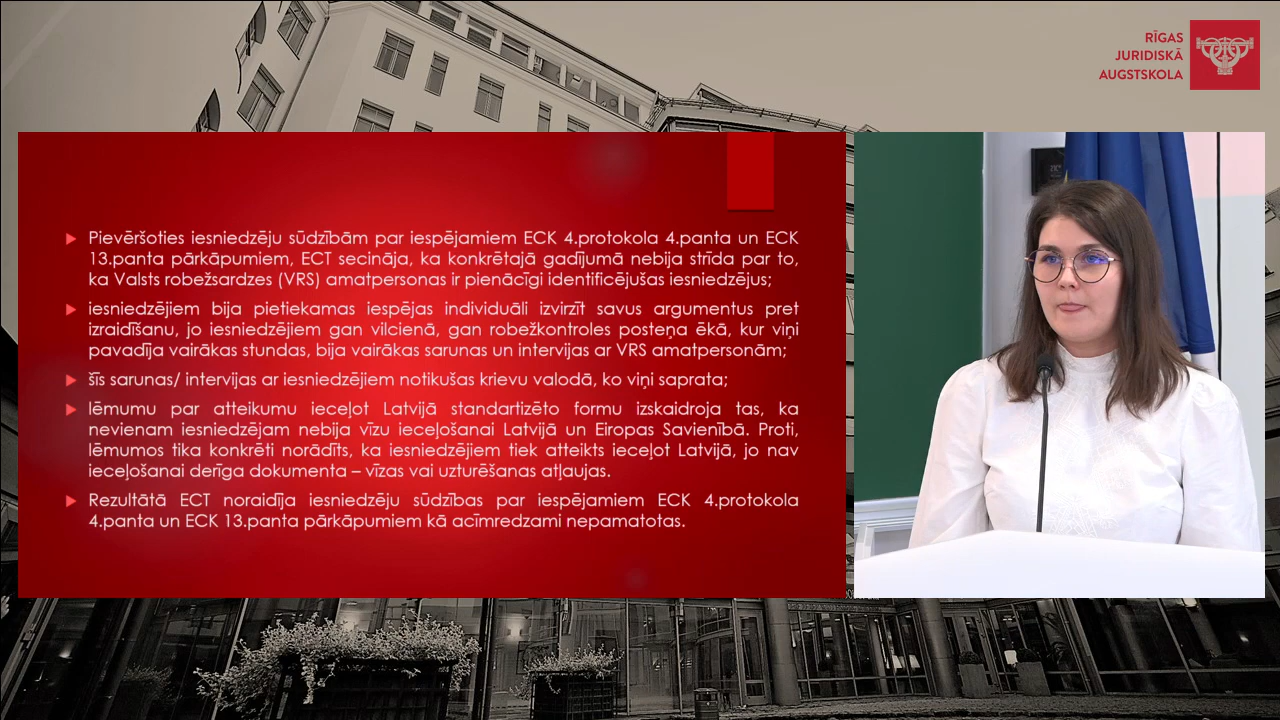 RĪGAS
JURIDISKĀ
AUGSTSKOLA
Pievēršoties iesniedzēju sūdzībām par iespējamiem ECK 4.protokola 4.panta un ECK
13.panta pārkāpumiem, ECT secināja, ka konkrētajā gadījumā nebija strīda par to,
ka Valsts robežsardzes (VRS) amatpersonas ir pienācīgi identificējušas iesniedzējus;
iesniedzējiem bija pietiekamas iespējas individuāli izvirzīt savus argumentus pret
izraidīšanu, jo iesniedzējiem gan vilcienā, gan robežkontroles posteņa ēkā, kur viņi
pavadīja vairākas stundas, bija vairākas sarunas un intervijas ar VRS amatpersonām;
šīs sarunas/ intervijas ar iesniedzējiem notikušas krievu valodā, ko viņi saprata;
lēmumu par atteikumu ieceļot Latvijā standartizēto formu izskaidroja tas, ka
nevienam iesniedzējam nebija vīzu ieceļošanai Latvijā un Eiropas Savienībā. Proti,
lēmumos tika konkrēti norādīts, ka iesniedzējiem tiek atteikts ieceļot Latvijā, jo nav
ieceļošanai derīga dokumenta – vīzas vai uzturēšanas atļaujas.
Rezultātā ECT noraidīja iesniedzēju sūdzības par iespējamiem ECK 4.protokola
4.panta un ECK 13.panta pārkāpumiem kā acīmredzami nepamatotas.